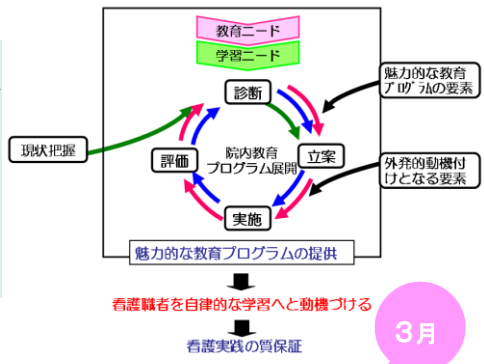 教育ニード
学習ニード
診断
魅力的な教育
プログラムの要素
現状把握
評価
院内教育
プログラム展開
立案
外発的動機付
けとなる要素
実施
魅力的な教育プログラムの提供
看護職者を自律的な学習へと動機づける
看護実践の質保証
3月